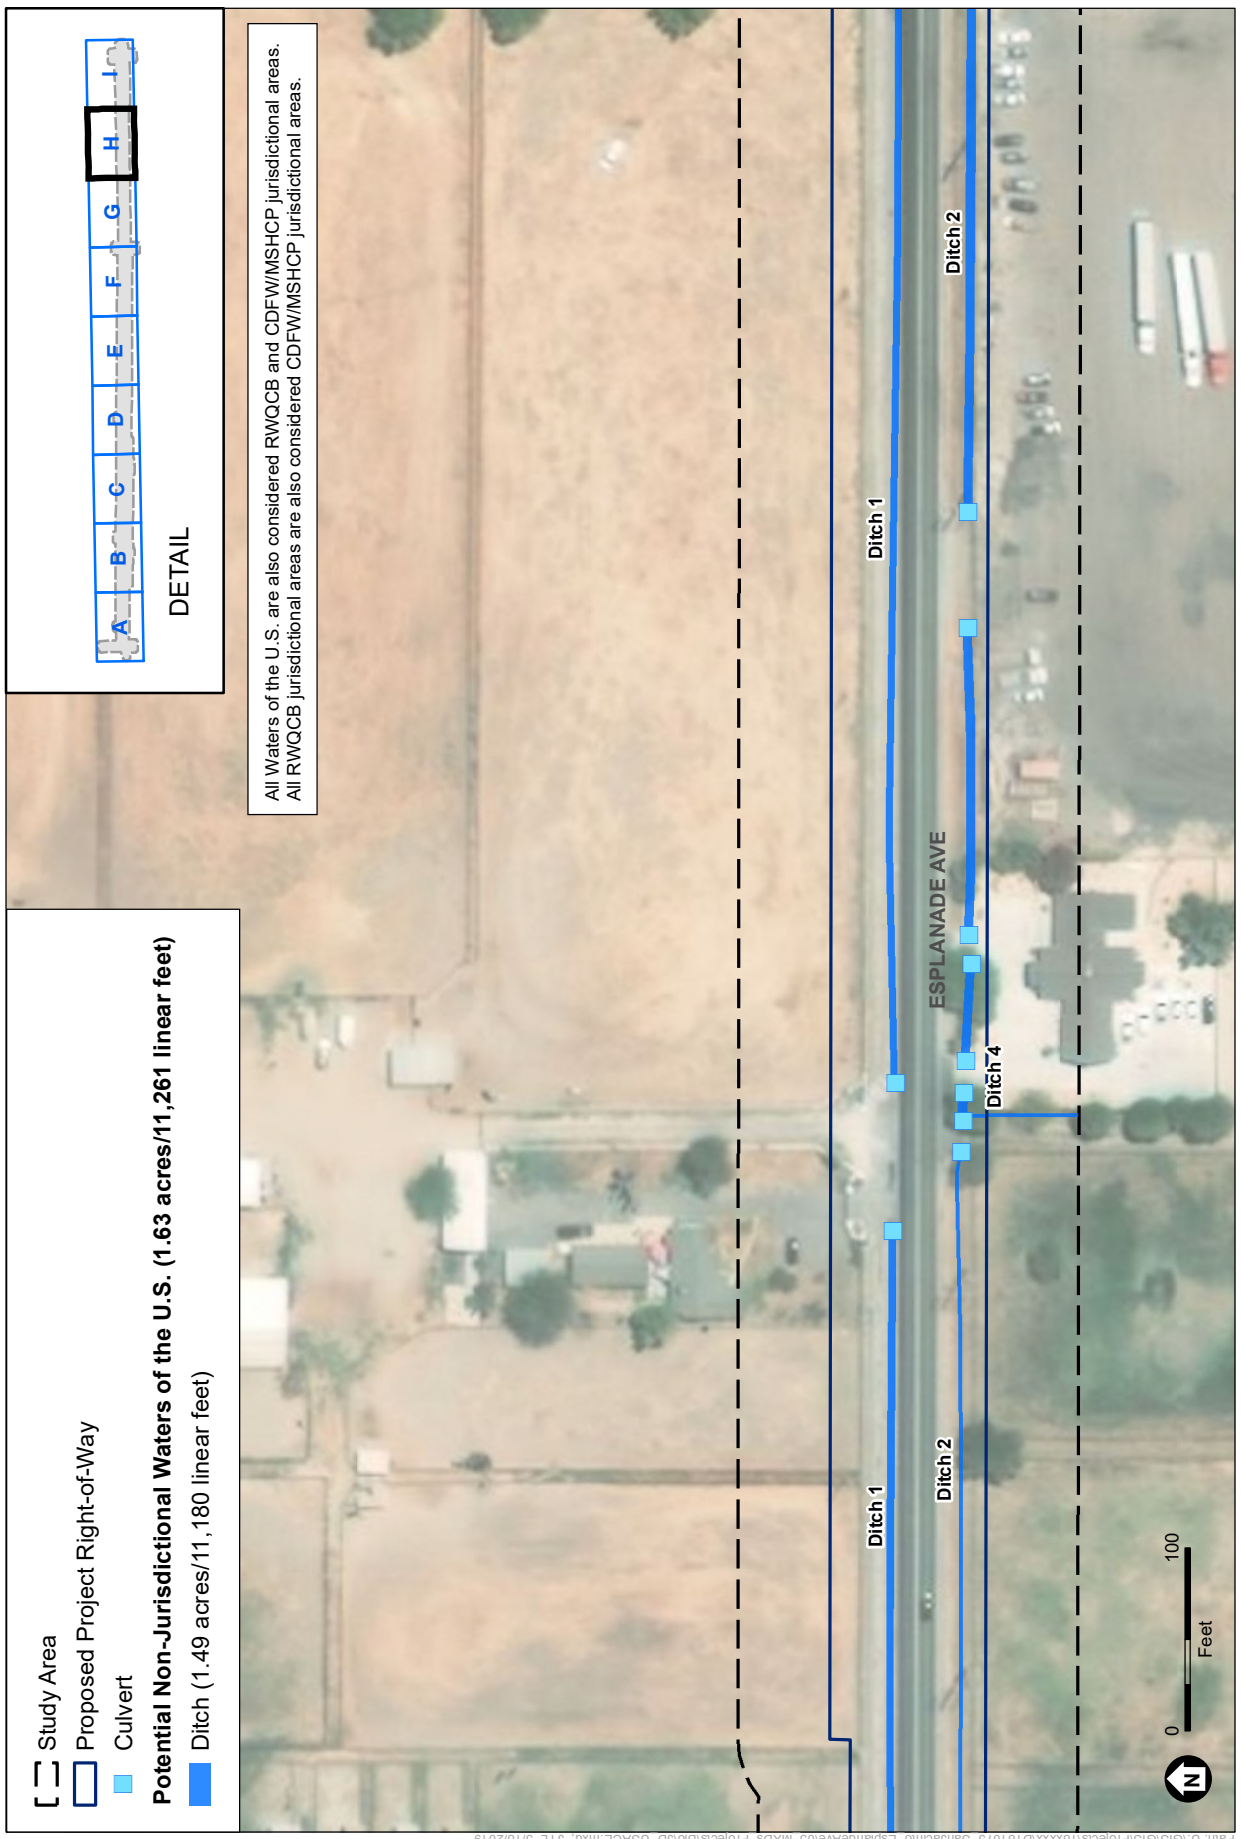 Study Area
Proposed Project Right-of-Way
Culvert
Potential Non-Jurisdictional Waters of the U.S. (1.63 acres/11,261 linear feet)
Ditch (1.49 acres/11,180 linear feet)
A B C D E F G H I
DETAIL
All Waters of the U.S. are also considered RWQCB and CDFW/MSHCP jurisdictional areas.
All RWQCB jurisdictional areas are also considered CDFW/MSHCP jurisdictional areas.
Ditch 1
Ditch 1
Ditch 2
Ditch 2
ESPLANADE AVE
Ditch 4
N
0 100
Feet